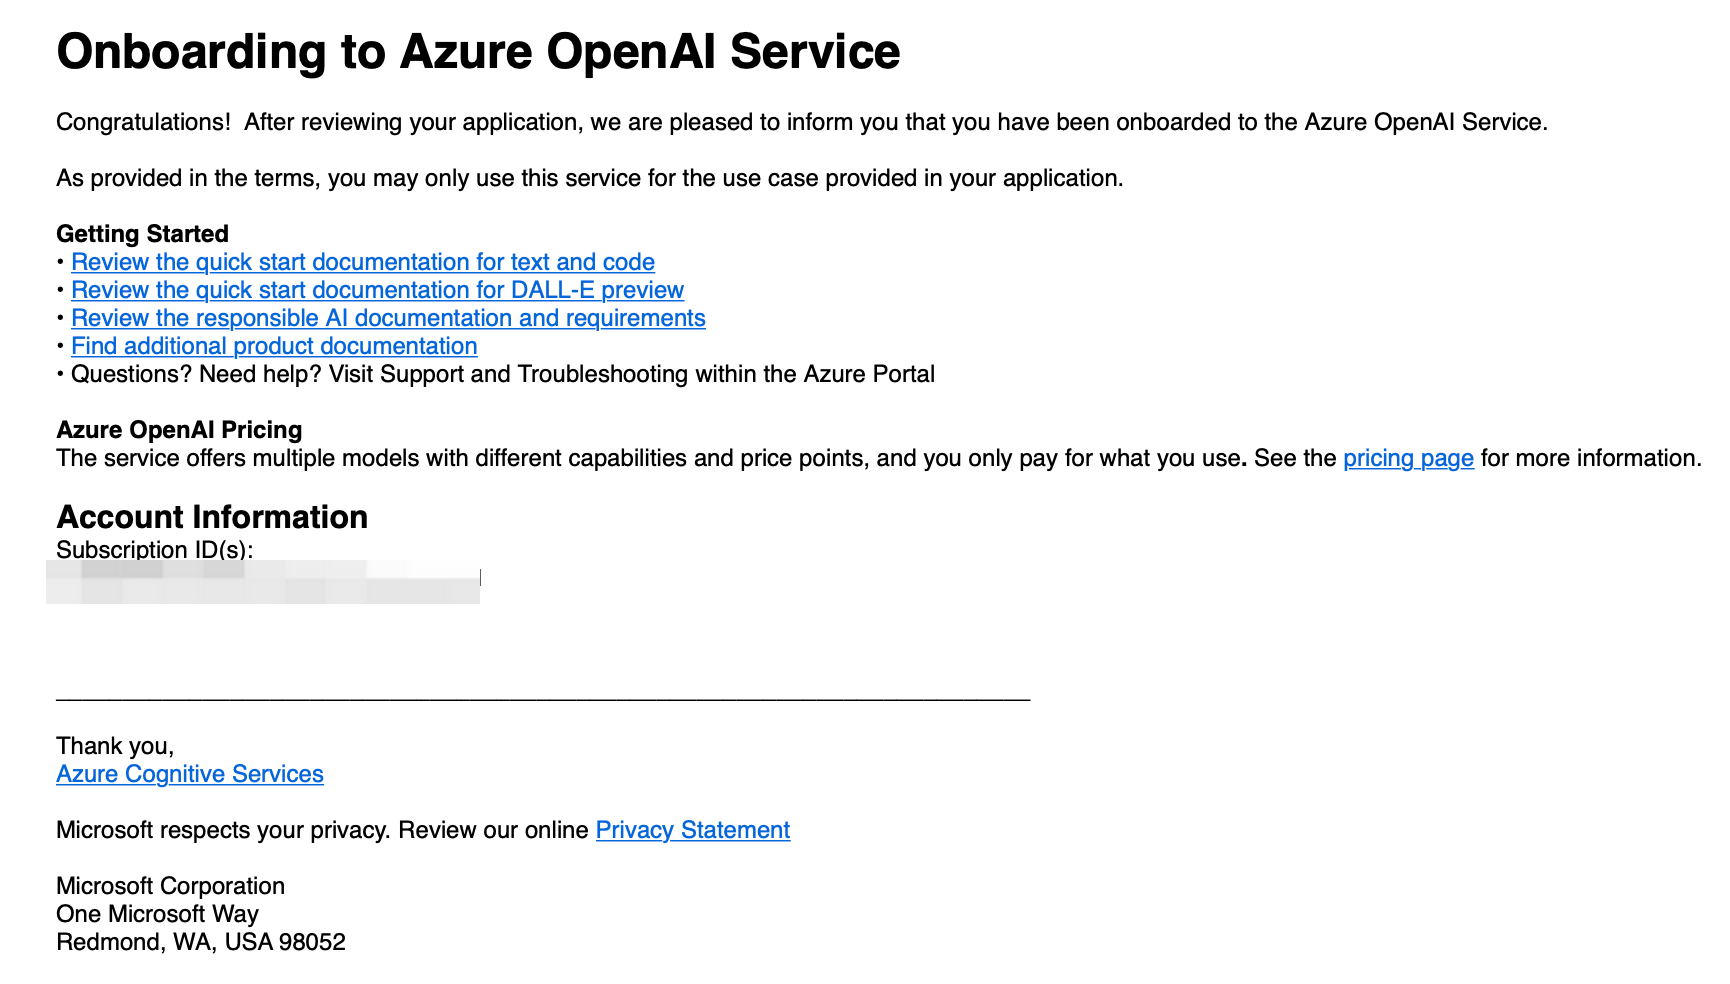 Onboarding to Azure OpenAI Service
Congratulations!  After reviewing your application, we are pleased to inform you that you have been onboarded to the Azure OpenAI Service.
As provided in the terms, you may only use this service for the use case provided in your application.
Getting Started
• Review the quick start documentation for text and code
• Review the quick start documentation for DALL-E preview
• Review the responsible AI documentation and requirements
• Find additional product documentation
• Questions? Need help? Visit Support and Troubleshooting within the Azure Portal
Azure OpenAI Pricing
The service offers multiple models with different capabilities and price points, and you only pay for what you use. See the pricing page for more information.
Account Information
Subscription ID(s):
Thank you,
Azure Cognitive Services
Microsoft respects your privacy. Review our online Privacy Statement
Microsoft Corporation
One Microsoft Way
Redmond, WA, USA 98052